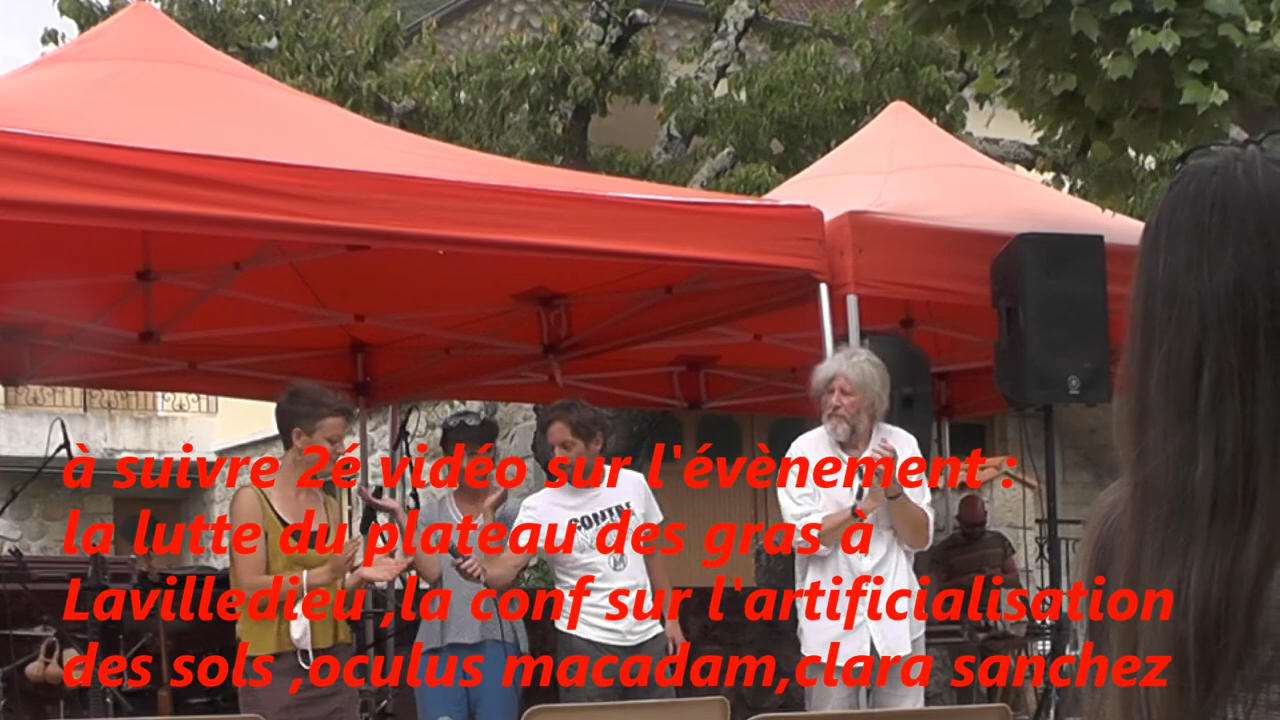 à suivre 2é vidéo sur l'évènement :
la lutte du plateau des gras à
Lavilledieu ,la conf sur l'artificialisation
des sols ,oculus macadam,clara sanchez
CONTRE